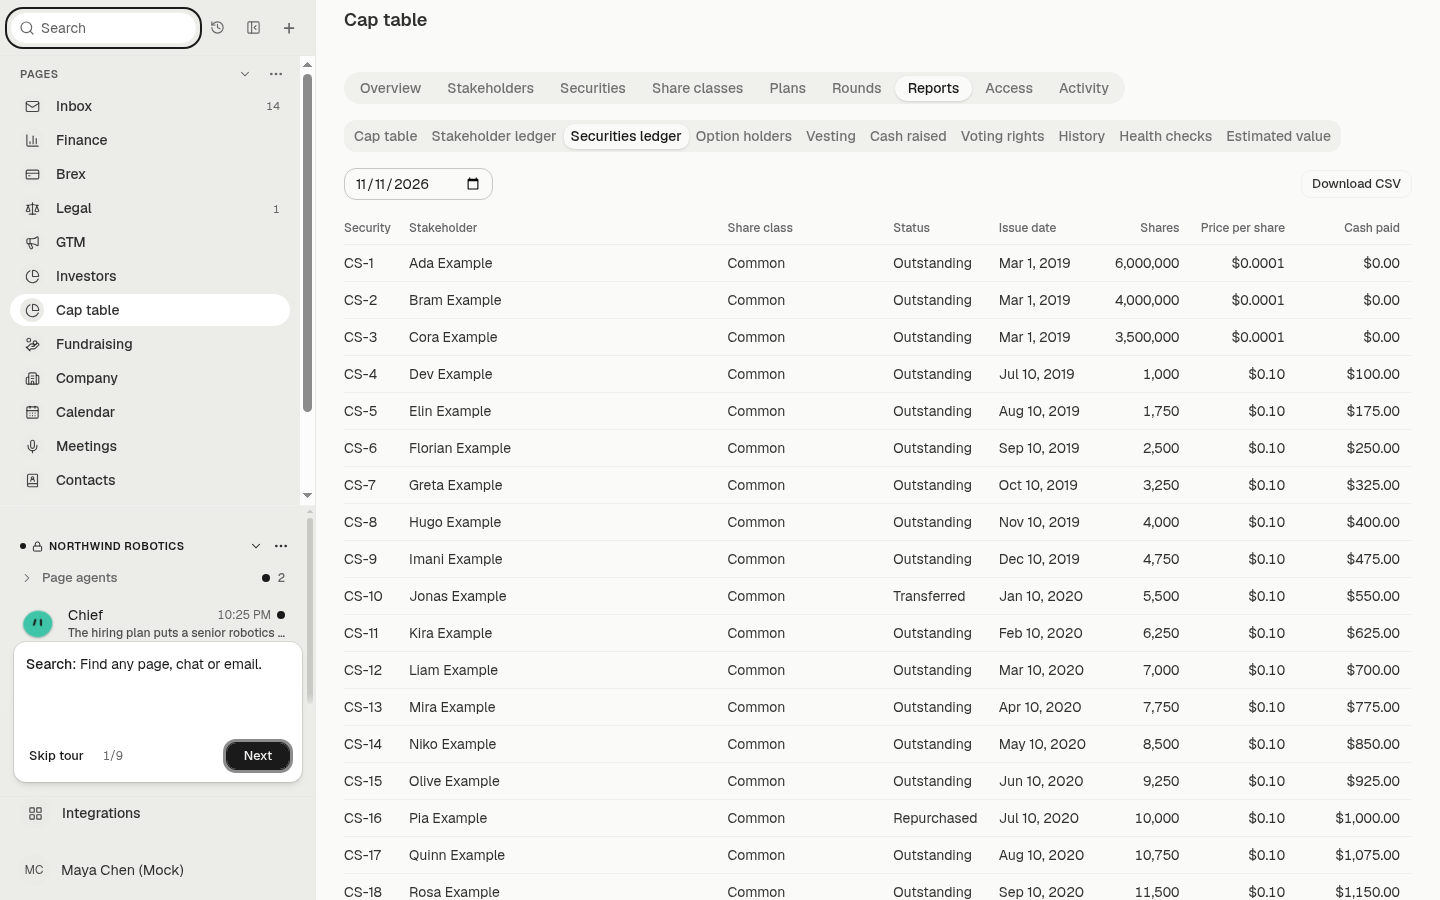 Search
PAGES
Inbox 14
Finance
Brex
Legal 1
GTM
Investors
Cap table
Fundraising
Company
Calendar
Meetings
Contacts
NORTHWIND ROBOTICS
Page agents 2
Chief 10:25 PM
The hiring plan puts a senior robotics ...
Search: Find any page, chat or email.
Skip tour 1/9 Next
Integrations
MC Maya Chen (Mock)
Cap table
Overview Stakeholders Securities Share classes Plans Rounds Reports Access Activity
Cap table Stakeholder ledger Securities ledger Option holders Vesting Cash raised Voting rights History Health checks Estimated value
11/11/2026 Download CSV
Security Stakeholder Share class Status Issue date Shares Price per share Cash paid
CS-1 Ada Example Common Outstanding Mar 1, 2019 6,000,000 $0.0001 $0.00
CS-2 Bram Example Common Outstanding Mar 1, 2019 4,000,000 $0.0001 $0.00
CS-3 Cora Example Common Outstanding Mar 1, 2019 3,500,000 $0.0001 $0.00
CS-4 Dev Example Common Outstanding Jul 10, 2019 1,000 $0.10 $100.00
CS-5 Elin Example Common Outstanding Aug 10, 2019 1,750 $0.10 $175.00
CS-6 Florian Example Common Outstanding Sep 10, 2019 2,500 $0.10 $250.00
CS-7 Greta Example Common Outstanding Oct 10, 2019 3,250 $0.10 $325.00
CS-8 Hugo Example Common Outstanding Nov 10, 2019 4,000 $0.10 $400.00
CS-9 Imani Example Common Outstanding Dec 10, 2019 4,750 $0.10 $475.00
CS-10 Jonas Example Common Transferred Jan 10, 2020 5,500 $0.10 $550.00
CS-11 Kira Example Common Outstanding Feb 10, 2020 6,250 $0.10 $625.00
CS-12 Liam Example Common Outstanding Mar 10, 2020 7,000 $0.10 $700.00
CS-13 Mira Example Common Outstanding Apr 10, 2020 7,750 $0.10 $775.00
CS-14 Niko Example Common Outstanding May 10, 2020 8,500 $0.10 $850.00
CS-15 Olive Example Common Outstanding Jun 10, 2020 9,250 $0.10 $925.00
CS-16 Pia Example Common Repurchased Jul 10, 2020 10,000 $0.10 $1,000.00
CS-17 Quinn Example Common Outstanding Aug 10, 2020 10,750 $0.10 $1,075.00
CS-18 Rosa Example Common Outstanding Sep 10, 2020 11,500 $0.10 $1,150.00